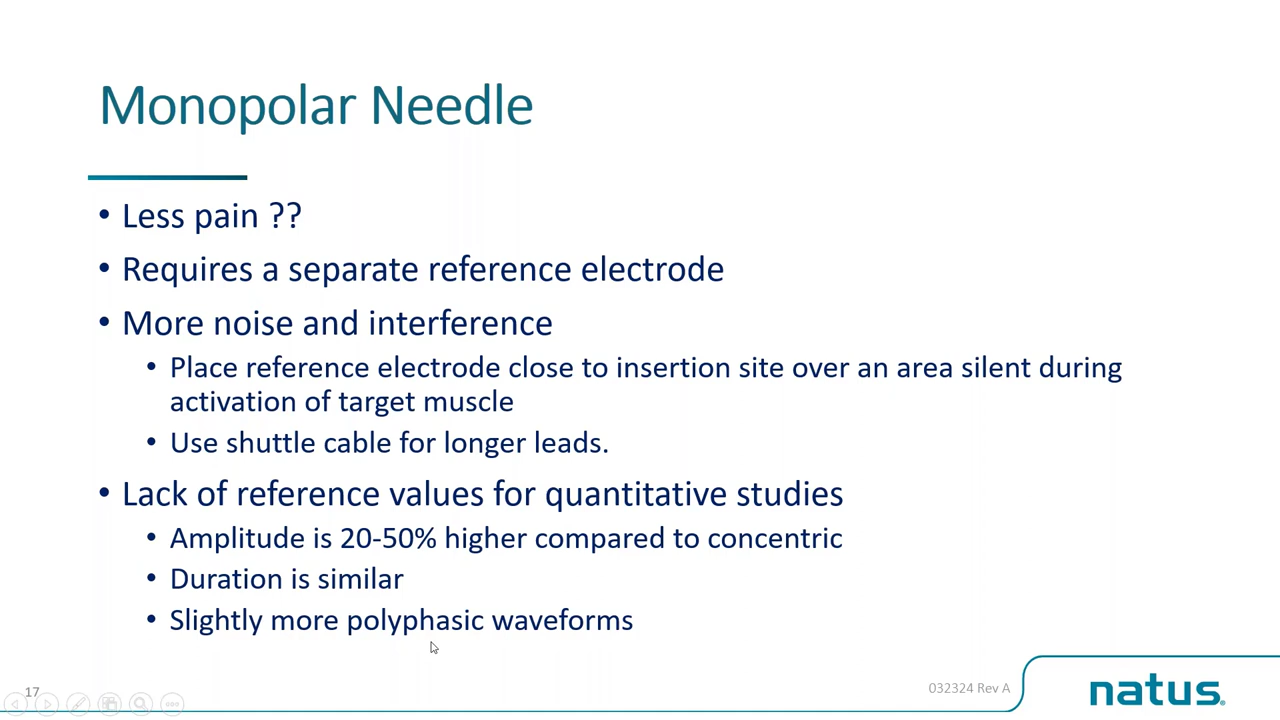 Monopolar Needle
• Less pain ??
• Requires a separate reference electrode
• More noise and interference
• Place reference electrode close to insertion site over an area silent during
activation of target muscle
• Use shuttle cable for longer leads.
• Lack of reference values for quantitative studies
• Amplitude is 20-50% higher compared to concentric
• Duration is similar
• Slightly more polyphasic waveforms
17
032324 Rev A
natus.